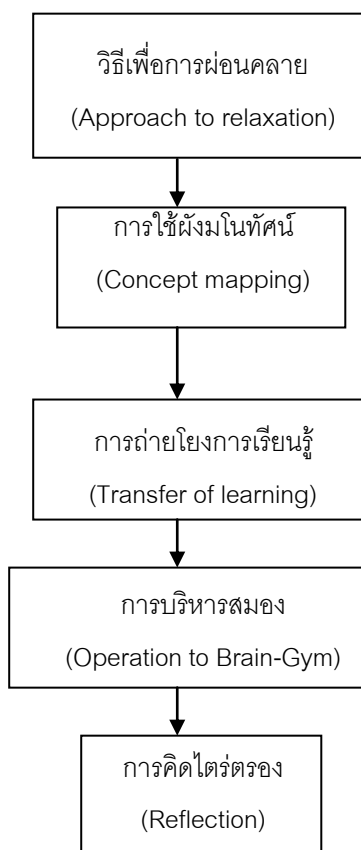 วิธีเพื่อการผ่อนคลาย
(Approach to relaxation)
การใช้ผังมโนทัศน์
(Concept mapping)
การถ่ายโยงการเรียนรู้
(Transfer of learning)
การบริหารสมอง
(Operation to Brain-Gym)
การคิดไตร่ตรอง
(Reflection)